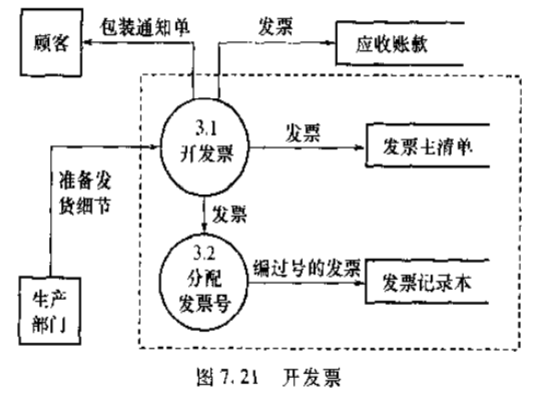 顾客
包装通知单
发票
应收账款
3.1
开发票
发票
发票主清单
准备发
货细节
发票
3.2
分配
发票号
编过号的发票
发票记录本
生产
部门
图 7.21 开发票